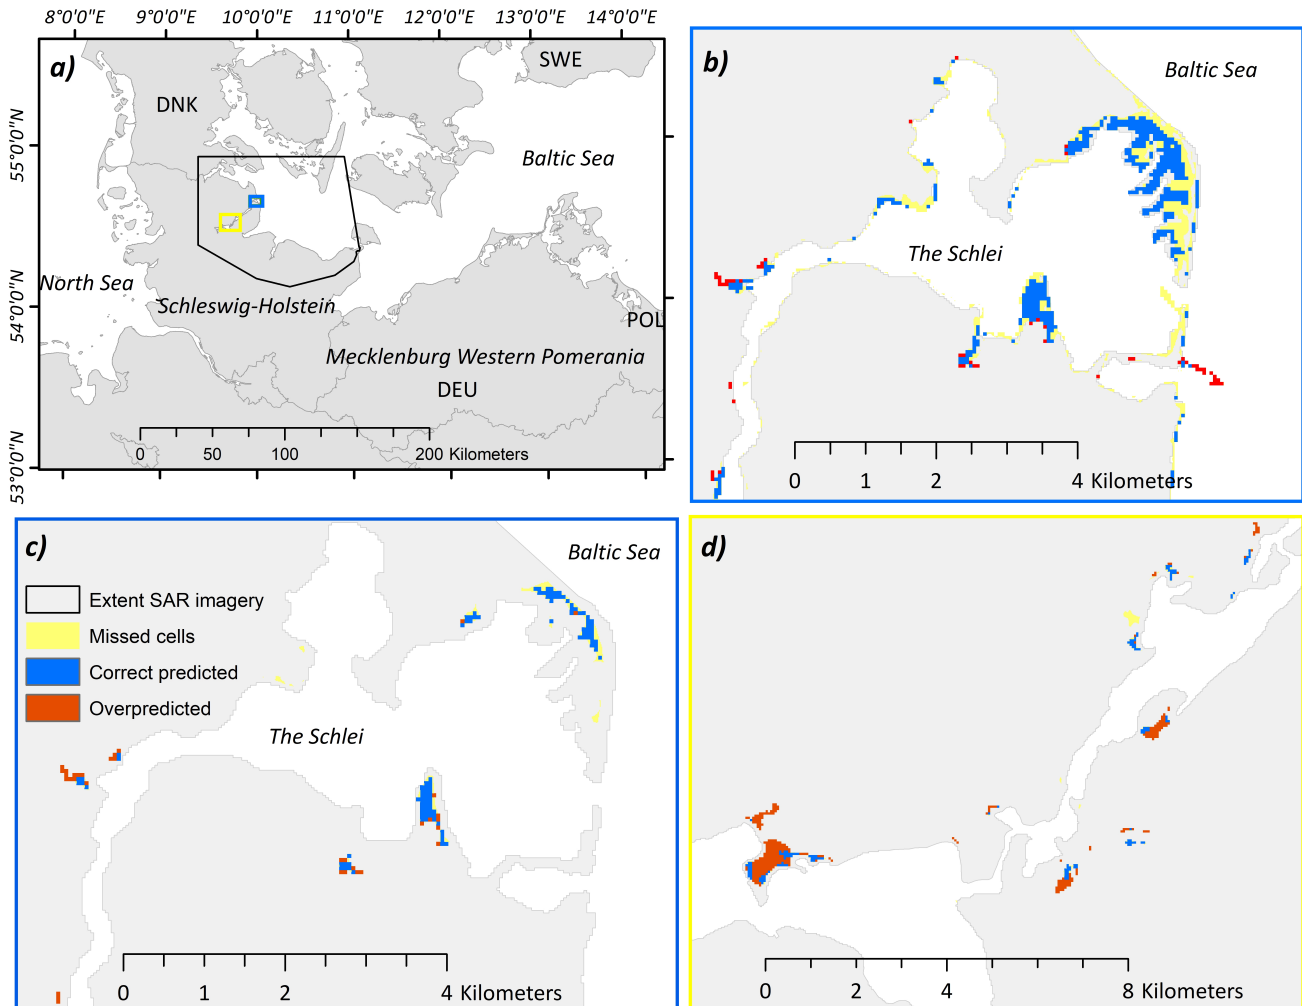 8°0'0"E 9°0'0"E 10°0'0"E 11°0'0"E 12°0'0"E 13°0'0"E 14°0'0"E
55°0'0"N
54°0'0"N
53°0'0"N
a)
SWE
DNK
Baltic Sea
North Sea
Schleswig-Holstein
POL
Mecklenburg Western Pomerania
DEU
0 50 100 200 Kilometers
b)
Baltic Sea
The Schlei
0 1 2 4 Kilometers
c)
Baltic Sea
Extent SAR imagery
Missed cells
Correct predicted
Overpredicted
The Schlei
0 1 2 4 Kilometers
d)
0 2 4 8 Kilometers